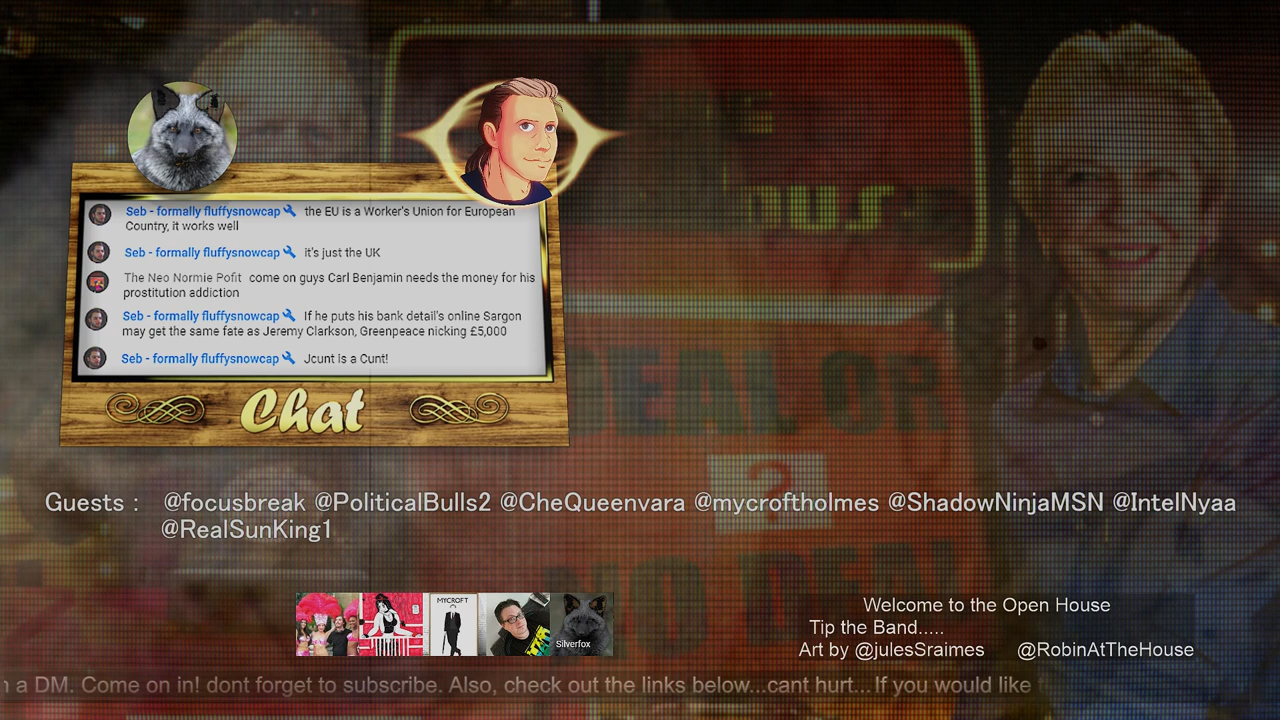 Seb - formally fluffysnowcap the EU is a Worker's Union for European
Country, it works well
Seb - formally fluffysnowcap it's just the UK
The Neo Normie Pofit come on guys Carl Benjamin needs the money for his
prostitution addiction
Seb - formally fluffysnowcap If he puts his bank detail's online Sargon
may get the same fate as Jeremy Clarkson, Greenpeace nicking £5,000
Seb - formally fluffysnowcap Jcunt is a Cunt!
Chat
DEAL OR
?
NO DEAL
Guests : @focusbreak @PoliticalBulls2 @CheQueenvara @mycroftholmes @ShadowNinjaMSN @IntelNyaa
@RealSunKing1
MYCROFT
Silverfox
Welcome to the Open House
Tip the Band.....
Art by @julesSraimes @RobinAtTheHouse
a DM. Come on in! dont forget to subscribe. Also, check out the links below...cant hurt... If you would like